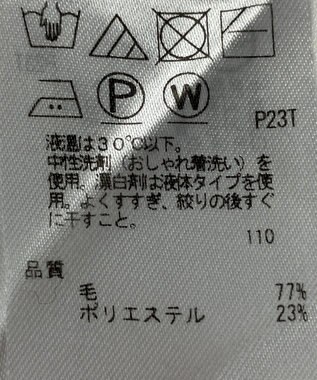 P
W
P23T
液温は30℃以下。
中性洗剤（おしゃれ着洗い）を
使用。漂白剤は液体タイプを使
用。よくすすぎ、絞りの後すぐ
に干すこと。
110
品質
毛 77%
ポリエステル 23%